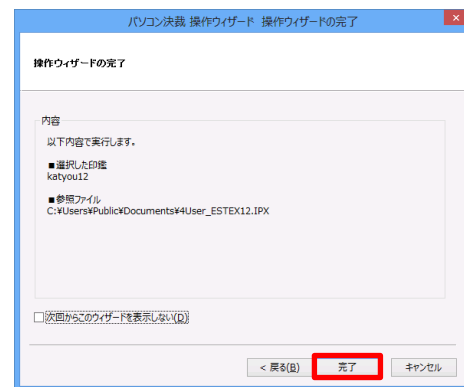 パソコン決裁 操作ウィザード 操作ウィザードの完了
操作ウィザードの完了
内容
以下内容で実行します。
■選択した印鑑
katyou12
■参照ファイル
C:¥Users¥Public¥Documents¥4User_ESTEX12.IPX
次回からこのウィザードを表示しない(D)
< 戻る(B) 完了 キャンセル